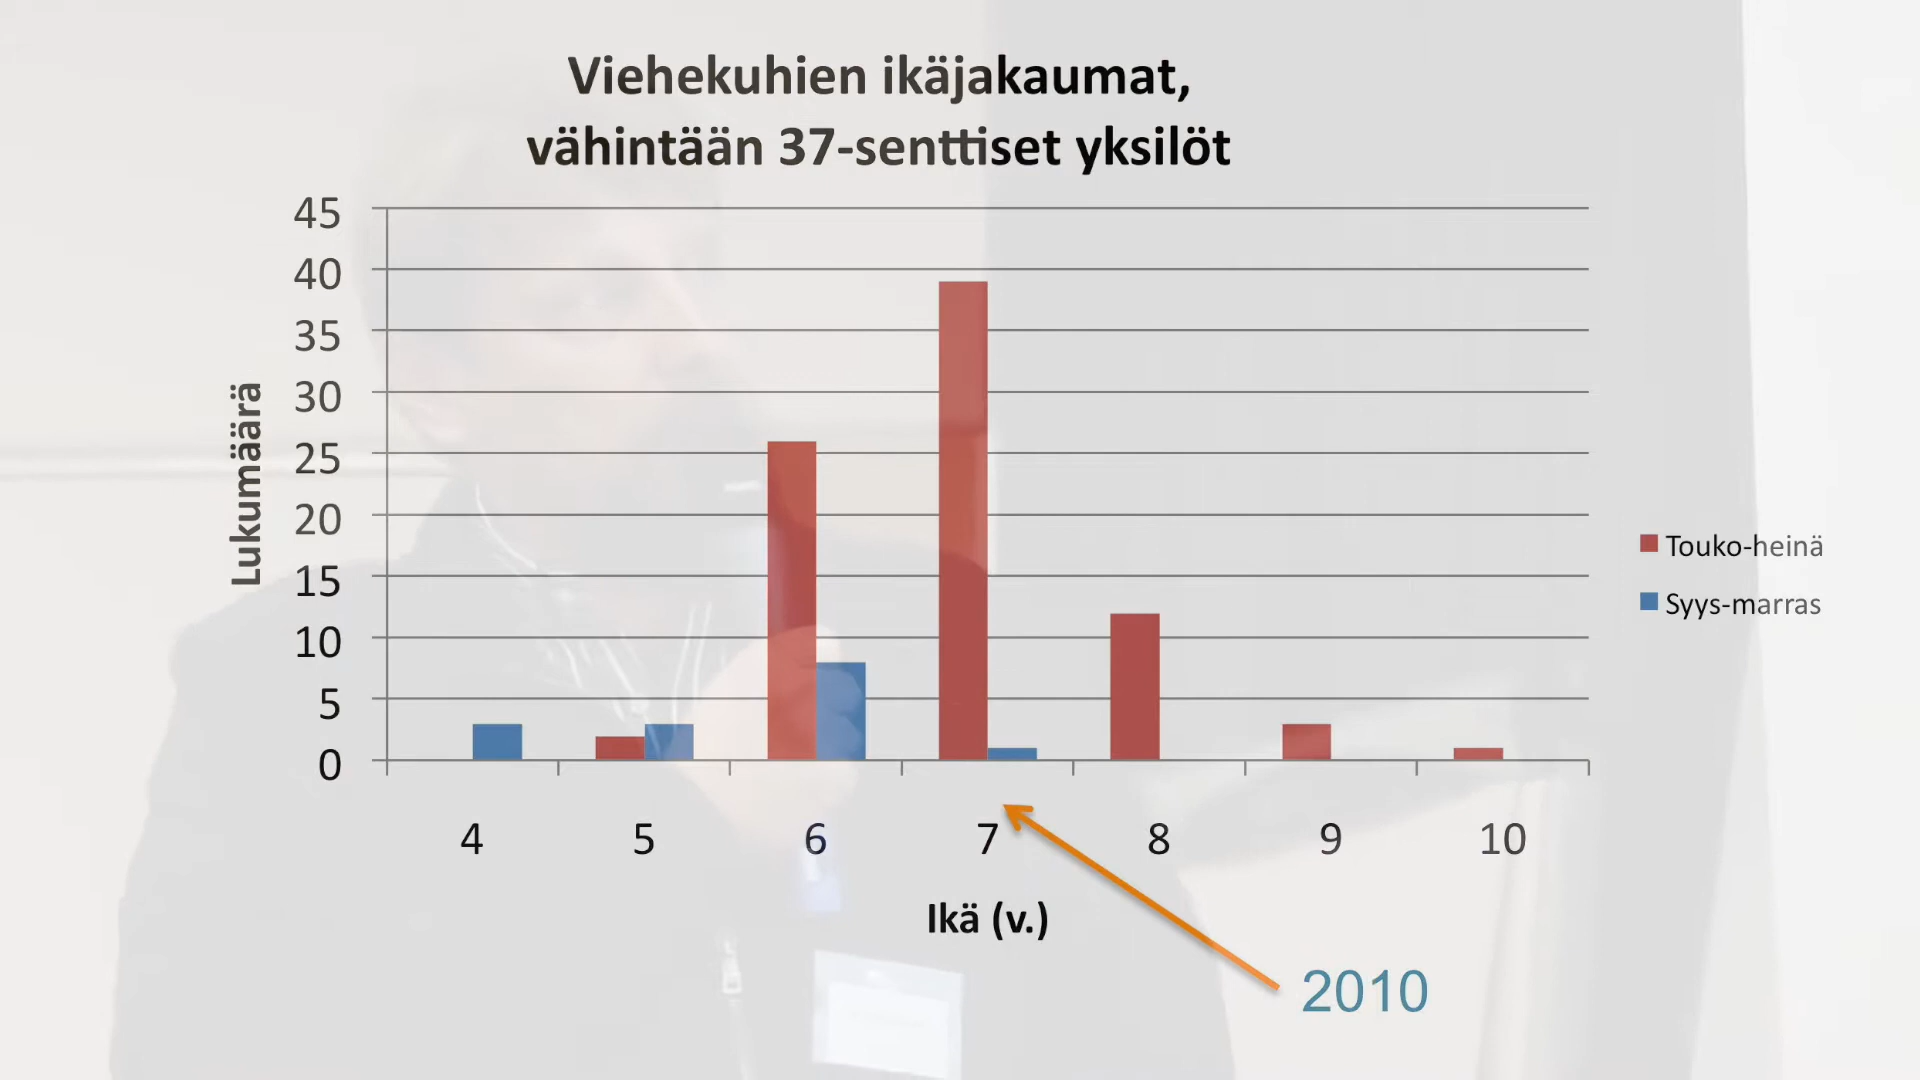 Viehekuhien ikäjakaumat,
vähintään 37-senttiset yksilöt
45
40
35
30
25
20
15
10
5
0
Lukumäärä
4 5 6 7 8 9 10
Ikä (v.)
Touko-heinä
Syys-marras
2010